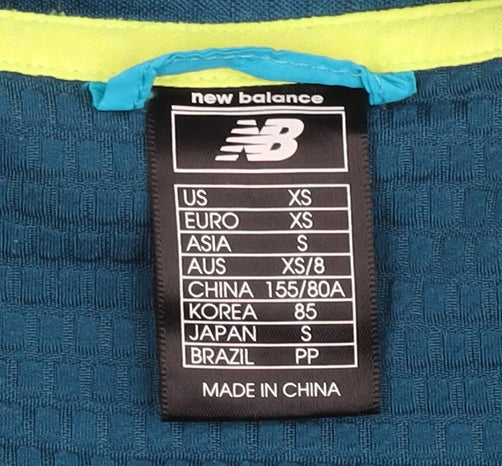 new balance
NB
US XS
EURO XS
ASIA S
AUS XS/8
CHINA 155/80A
KOREA 85
JAPAN S
BRAZIL PP
MADE IN CHINA